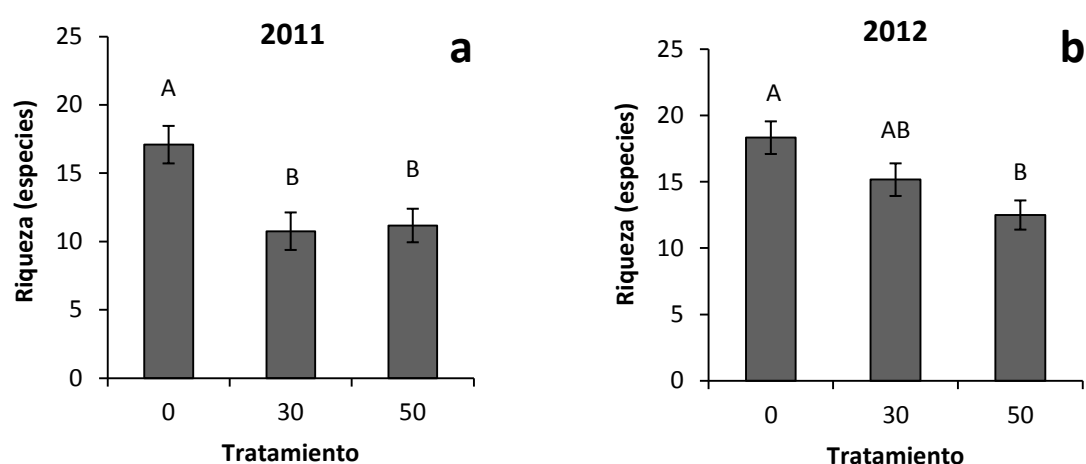 2011
a
25
20
15
10
5
0
Riqueza (especies)
A
B
B
0 30 50
Tratamiento
2012
b
25
20
15
10
5
0
Riqueza (especies)
A
AB
B
0 30 50
Tratamiento